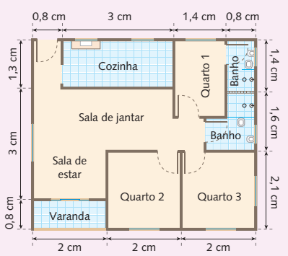 0,8 cm 3 cm 1,4 cm 0,8 cm
1,3 cm
Cozinha
Quarto 1
Banho
1,4 cm
Sala de jantar
3 cm
1,6 cm
Banho
Sala de
estar
Quarto 2
Quarto 3
2,1 cm
0,8 cm
Varanda
2 cm 2 cm 2 cm